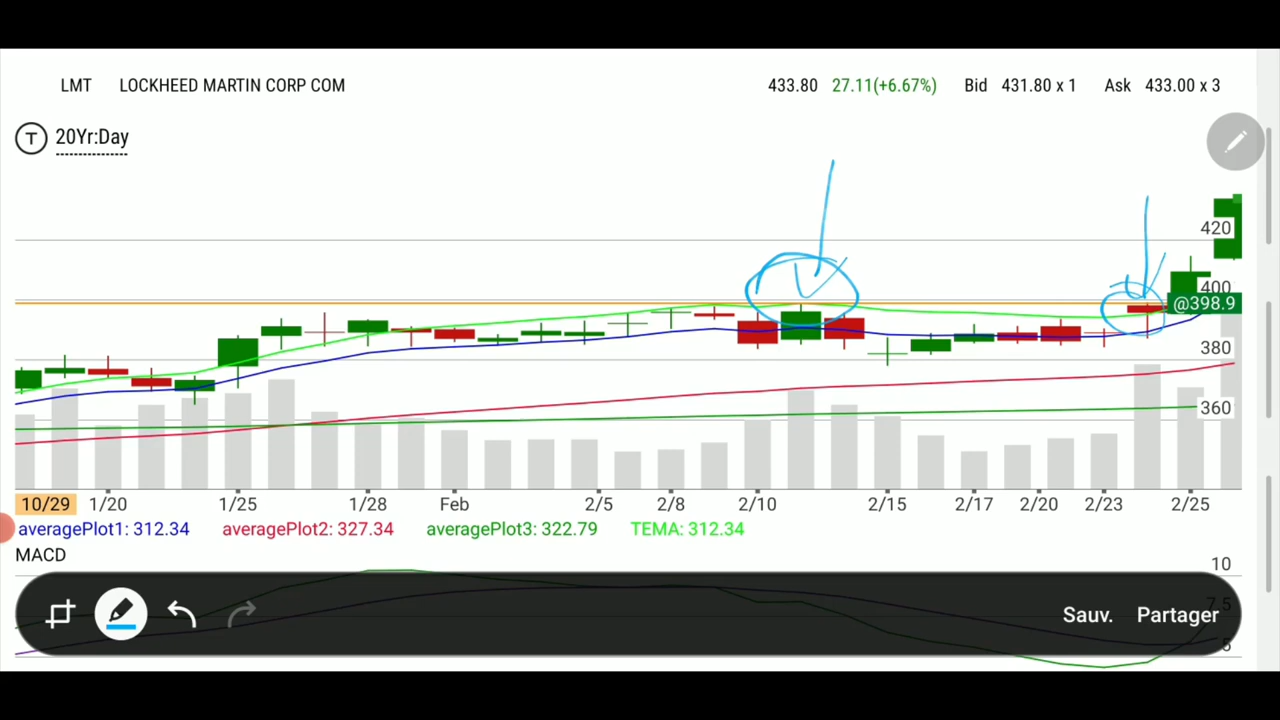 LMT LOCKHEED MARTIN CORP COM 433.80 27.11(+6.67%) Bid 431.80 x 1 Ask 433.00 x 3
T 20Yr:Day
420
400
@398.9
380
360
10/29 1/20 1/25 1/28 Feb 2/5 2/8 2/10 2/15 2/17 2/20 2/23 2/25
averagePlot1: 312.34 averagePlot2: 327.34 averagePlot3: 322.79 TEMA: 312.34
MACD
10
7.5
Sauv. Partager
5